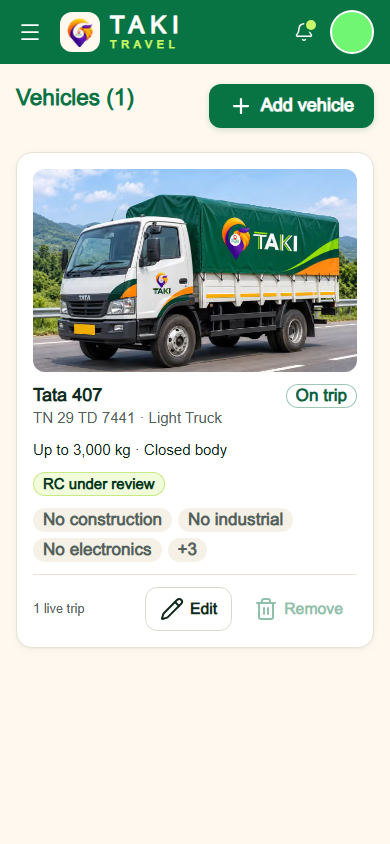 TAKI
TRAVEL
Vehicles (1)
+ Add vehicle
TAKI
TAKI
TATA
Tata 407
On trip
TN 29 TD 7441 · Light Truck
Up to 3,000 kg · Closed body
RC under review
No construction
No industrial
No electronics
+3
1 live trip
Edit
Remove